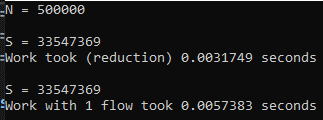 N = 500000
S = 33547369
Work took (reduction) 0.0031749 seconds
S = 33547369
Work with 1 flow took 0.0057383 seconds